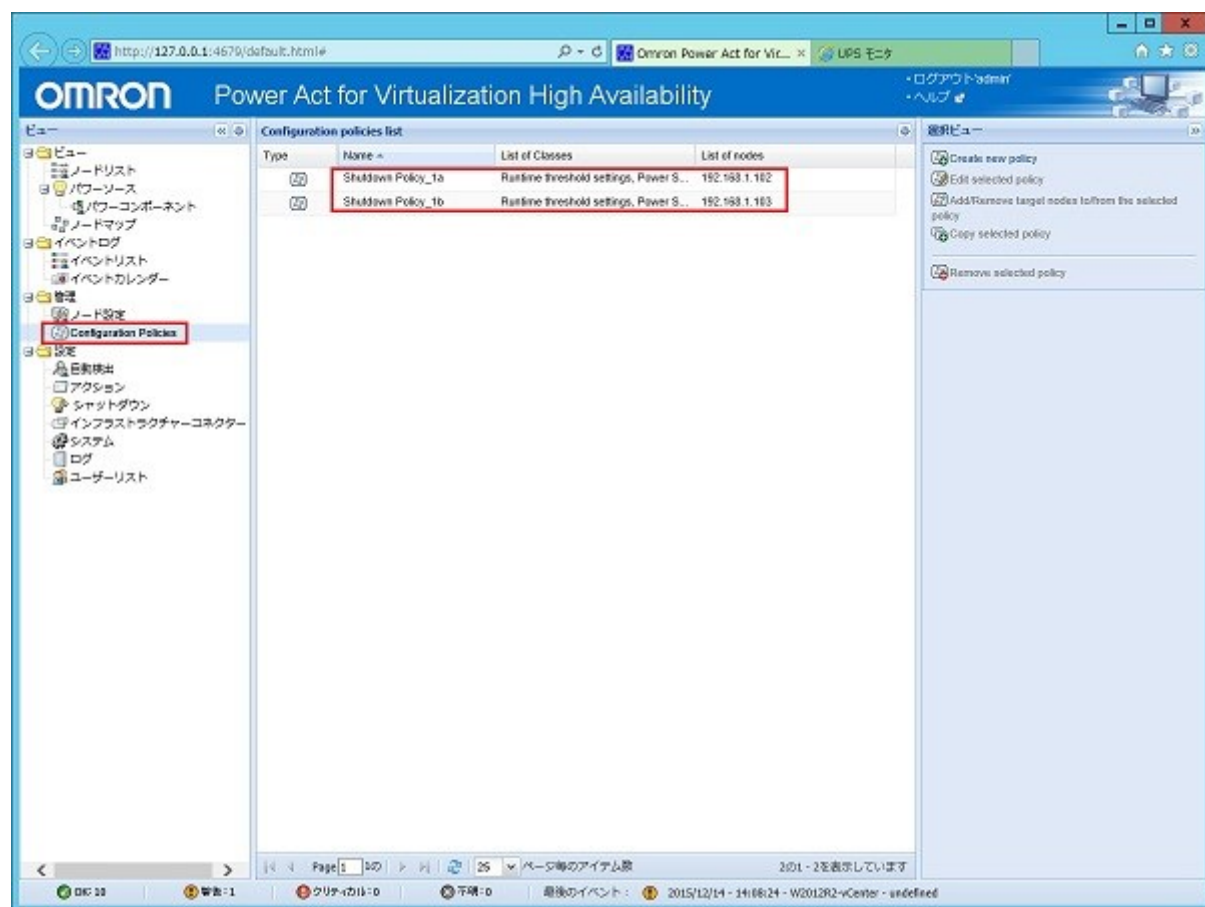 http://127.0.0.1:4679/default.html#
Omron Power Act for Vir...
UPS モニタ
OMRON
Power Act for Virtualization High Availability
ログアウト'admin'
ヘルプ
ビュー
ビュー
ノードリスト
パワーソース
パワーコンポーネント
ノードマップ
イベントログ
イベントリスト
イベントカレンダー
管理
ノード設定
Configuration Policies
設定
自動検出
アクション
シャットダウン
インフラストラクチャーコネクター
システム
ログ
ユーザーリスト
Configuration policies list
Type Name List of Classes List of nodes
Shutdown Policy_1a Runtime threshold settings, Power S... 192.168.1.102
Shutdown Policy_1b Runtime threshold settings, Power S... 192.168.1.103
選択ビュー
Create new policy
Edit selected policy
Add/Remove target nodes to/from the selected policy
Copy selected policy
Remove selected policy
Page 1 1の 25 ページ毎のアイテム数 2の1 - 2を表示しています
OK: 10 警告:1 クリティカル:0 不明:0 最後のイベント: 2015/12/14 - 14:08:24 - W2012R2-vCenter - undefined